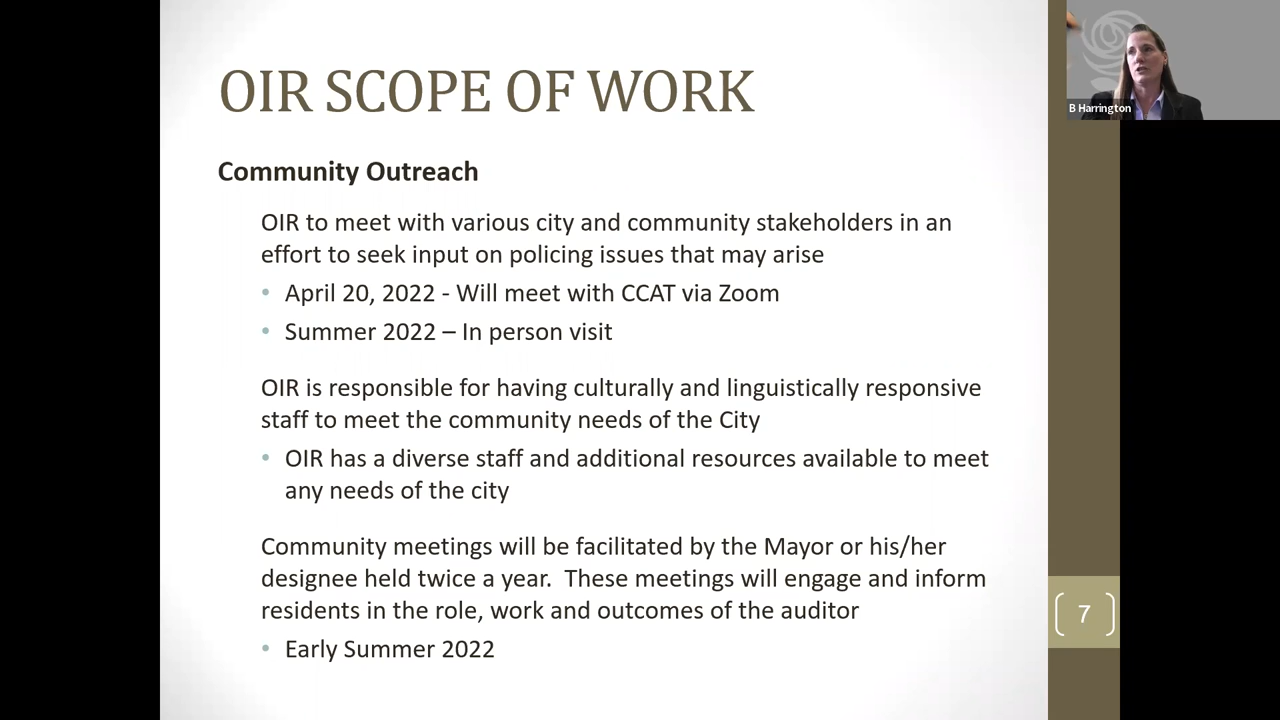 OIR SCOPE OF WORK
B Harrington
Community Outreach
OIR to meet with various city and community stakeholders in an
effort to seek input on policing issues that may arise
• April 20, 2022 - Will meet with CCAT via Zoom
• Summer 2022 – In person visit
OIR is responsible for having culturally and linguistically responsive
staff to meet the community needs of the City
• OIR has a diverse staff and additional resources available to meet
any needs of the city
Community meetings will be facilitated by the Mayor or his/her
designee held twice a year.  These meetings will engage and inform
residents in the role, work and outcomes of the auditor
• Early Summer 2022
7